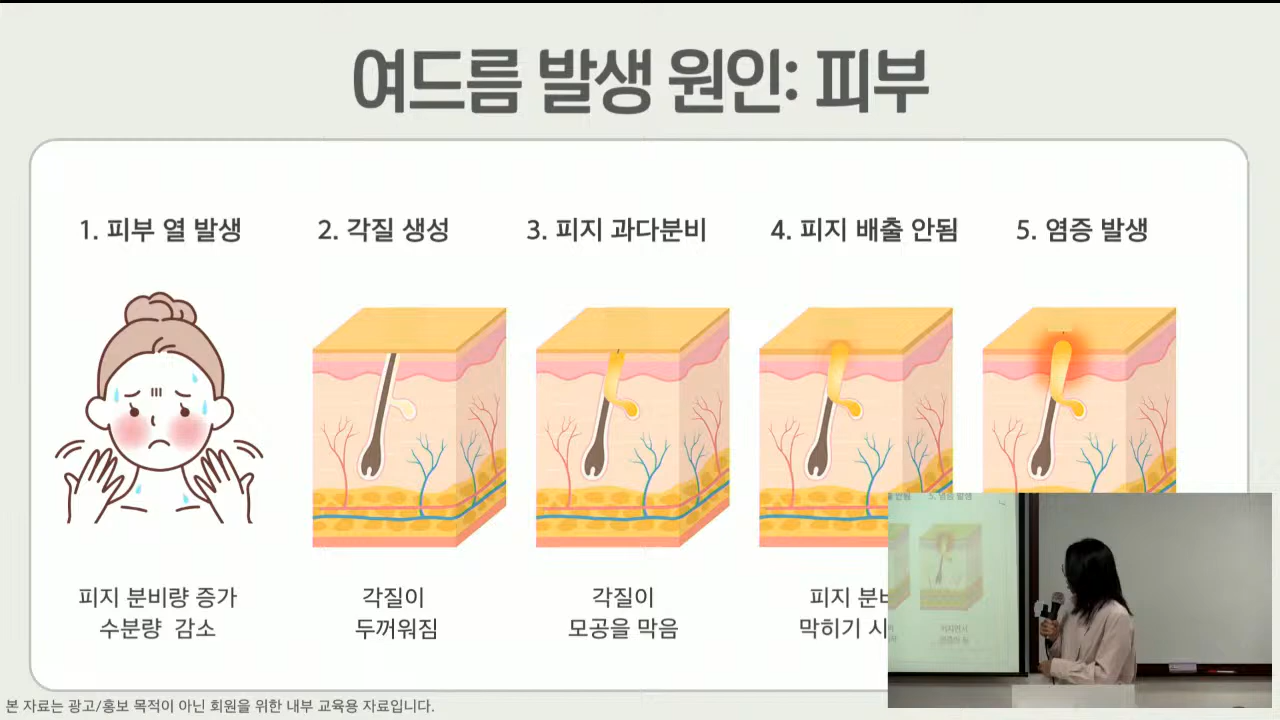 여드름 발생 원인: 피부
1. 피부 열 발생
2. 각질 생성
3. 피지 과다분비
4. 피지 배출 안됨
5. 염증 발생
피지 분비량 증가
수분량 감소
각질이
두꺼워짐
각질이
모공을 막음
피지
막히기
5. 염증 발생
본 자료는 광고/홍보 목적이 아닌 회원을 위한 내부 교육용 자료입니다.